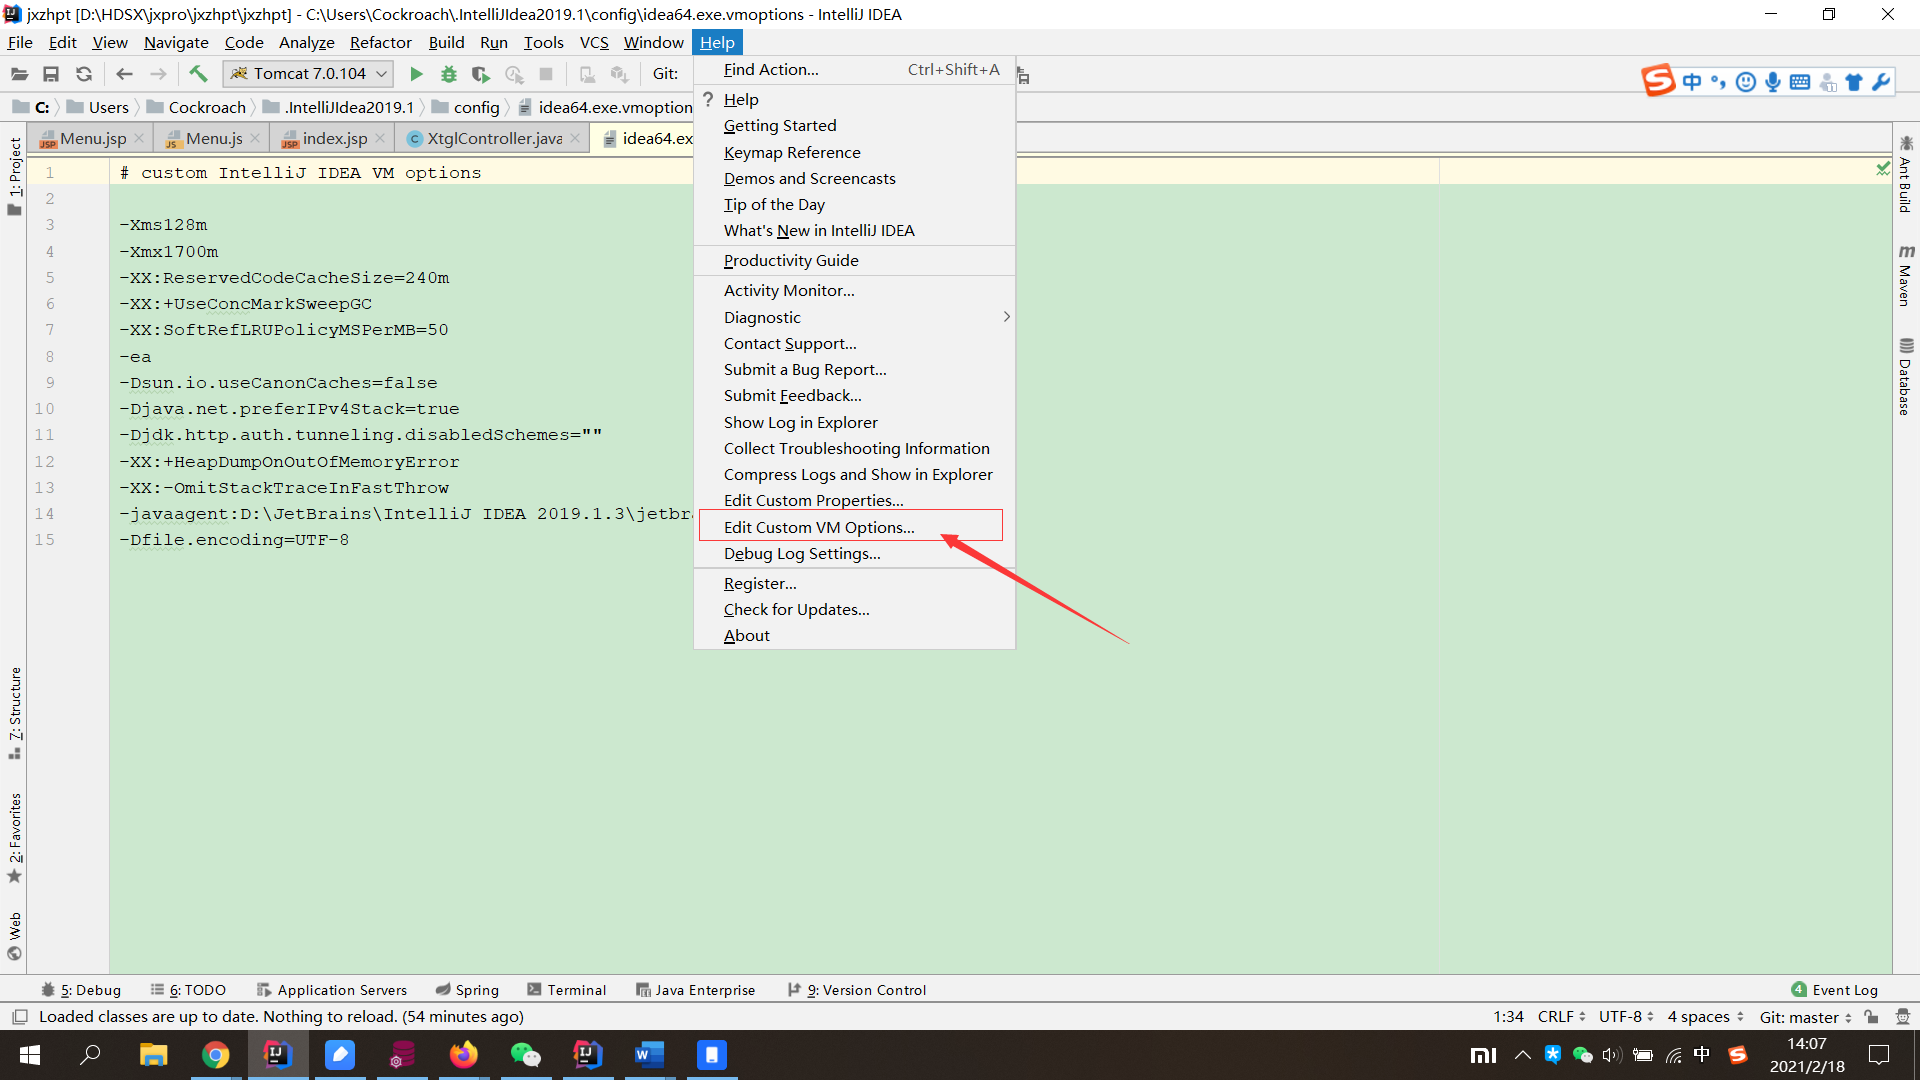 jxzhpt [D:\HDSX\jxpro\jxzhpt\jxzhpt] - C:\Users\Cockroach\.IntelliJIdea2019.1\config\idea64.exe.vmoptions - IntelliJ IDEA
File Edit View Navigate Code Analyze Refactor Build Run Tools VCS Window Help
Tomcat 7.0.104 Git:
C: Users Cockroach .IntelliJIdea2019.1 config idea64.exe.vmoption
Menu.jsp Menu.js index.jsp XtglController.java idea64.ex
1 # custom IntelliJ IDEA VM options
2
3 -Xms128m
4 -Xmx1700m
5 -XX:ReservedCodeCacheSize=240m
6 -XX:+UseConcMarkSweepGC
7 -XX:SoftRefLRUPolicyMSPerMB=50
8 -ea
9 -Dsun.io.useCanonCaches=false
10 -Djava.net.preferIPv4Stack=true
11 -Djdk.http.auth.tunneling.disabledSchemes=""
12 -XX:+HeapDumpOnOutOfMemoryError
13 -XX:-OmitStackTraceInFastThrow
14 -javaagent:D:\JetBrains\IntelliJ IDEA 2019.1.3\jetbr
15 -Dfile.encoding=UTF-8
Find Action... Ctrl+Shift+A
? Help
Getting Started
Keymap Reference
Demos and Screencasts
Tip of the Day
What's New in IntelliJ IDEA
Productivity Guide
Activity Monitor...
Diagnostic
Contact Support...
Submit a Bug Report...
Submit Feedback...
Show Log in Explorer
Collect Troubleshooting Information
Compress Logs and Show in Explorer
Edit Custom Properties...
Edit Custom VM Options...
Debug Log Settings...
Register...
Check for Updates...
About
中
1: Project
7: Structure
2: Favorites
Web
Ant Build
Maven
Database
5: Debug 6: TODO Application Servers Spring Terminal Java Enterprise 9: Version Control 4 Event Log
Loaded classes are up to date. Nothing to reload. (54 minutes ago) 1:34 CRLF UTF-8 4 spaces Git: master
中 14:07
2021/2/18